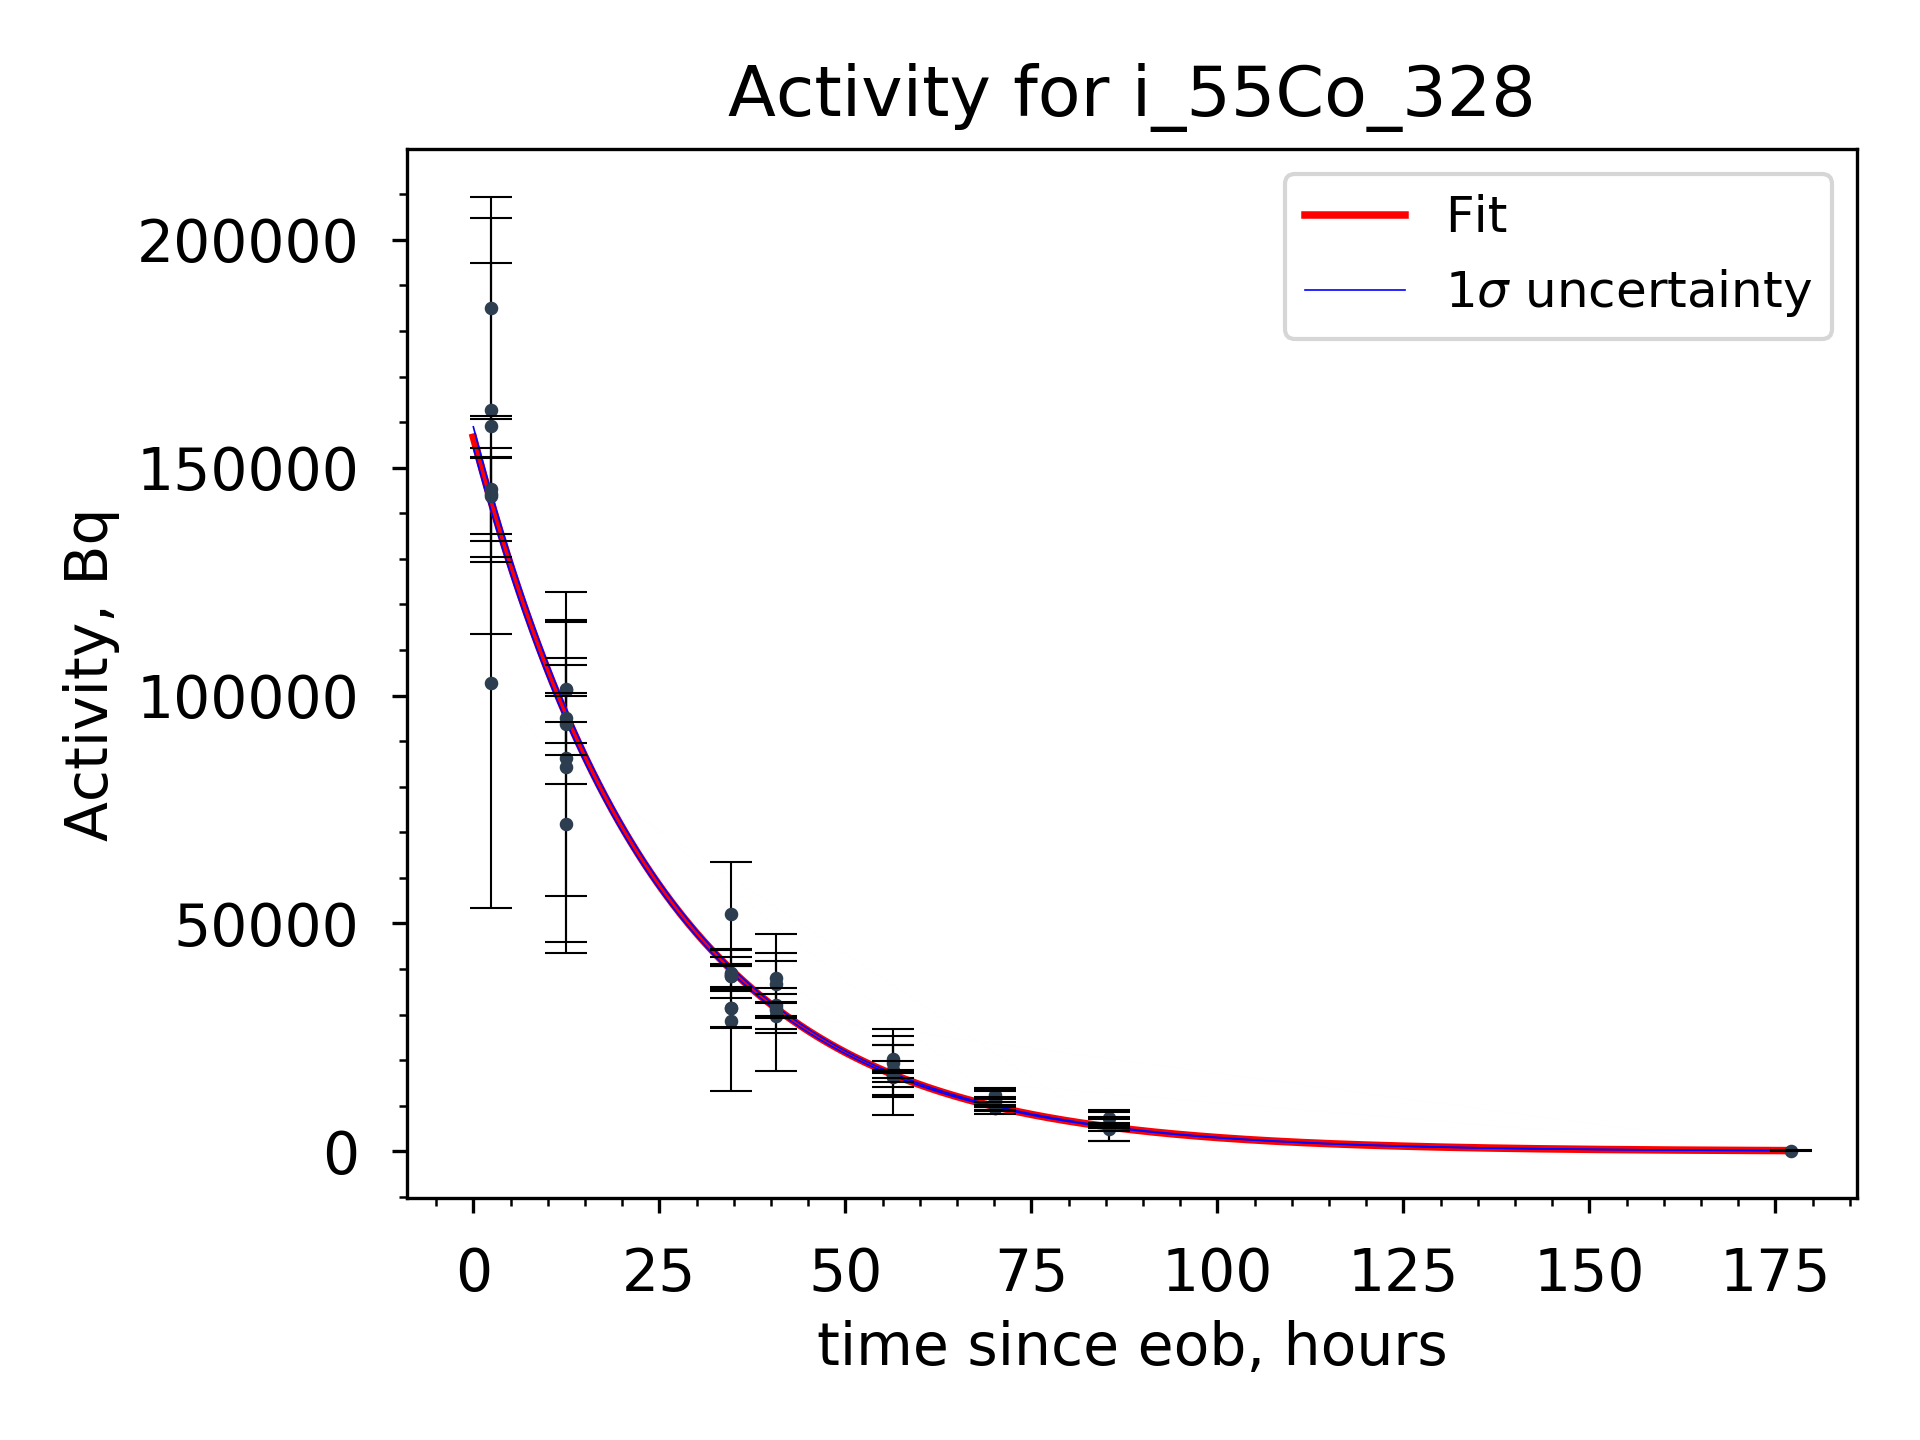 Activity for i_55Co_328
Fit
1σ uncertainty
Activity, Bq
200000
150000
100000
50000
0
0 25 50 75 100 125 150 175
time since eob, hours